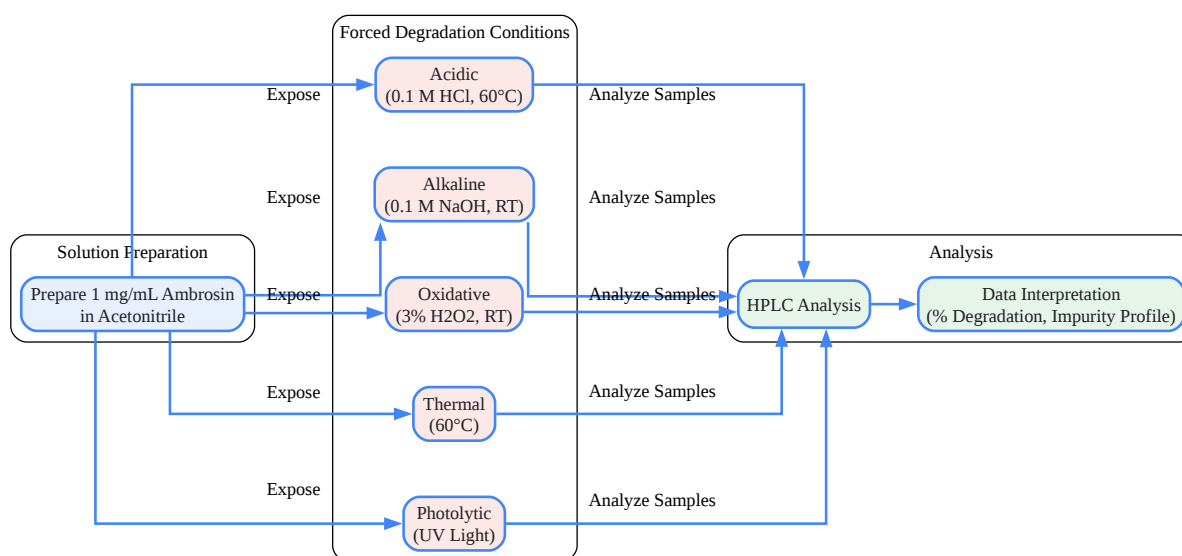 Forced Degradation Conditions
Acidic
(0.1 M HCl, 60°C)
Expose
Analyze Samples
Alkaline
(0.1 M NaOH, RT)
Expose
Analyze Samples
Solution Preparation
Analysis
Prepare 1 mg/mL Ambrosin
in Acetonitrile
Expose
Oxidative
(3% H2O2, RT)
Analyze Samples
HPLC Analysis
Data Interpretation
(% Degradation, Impurity Profile)
Expose
Thermal
(60°C)
Analyze Samples
Expose
Photolytic
(UV Light)
Analyze Samples